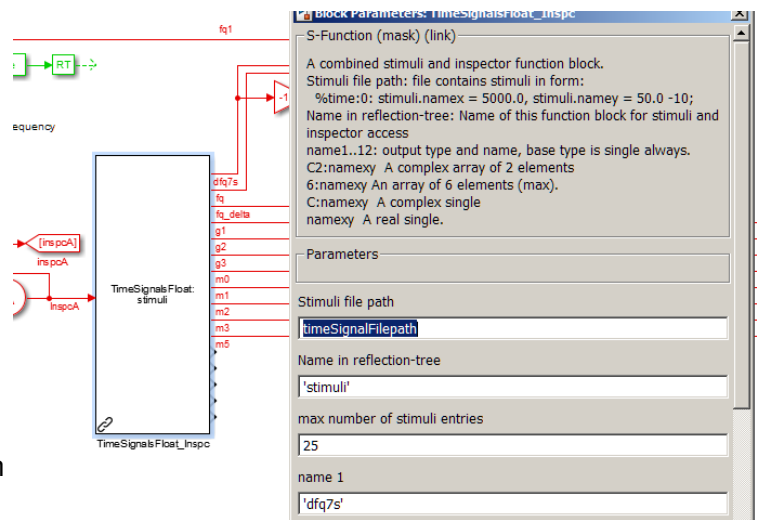 fq1
RT
-1
equency
dfq7s
fq
fq_delta
g1
g2
g3
m0
m1
m2
m3
m5
[inspcA]
inspcA
InspcA
TimeSignalsFloat:
stimuli
TimeSignalsFloat_Inspc
Block Parameters: TimeSignalsFloat_Inspc
S-Function (mask) (link)
A combined stimuli and inspector function block.
Stimuli file path: file contains stimuli in form:
%time:0: stimuli.namex = 5000.0, stimuli.namey = 50.0 -10;
Name in reflection-tree: Name of this function block for stimuli and
inspector access
name1..12: output type and name, base type is single always.
C2:namexy A complex array of 2 elements
6:namexy An array of 6 elements (max).
C:namexy A complex single
namexy A real single.
Parameters
Stimuli file path
timeSignalFilepath
Name in reflection-tree
'stimuli'
max number of stimuli entries
25
name 1
'dfq7s'